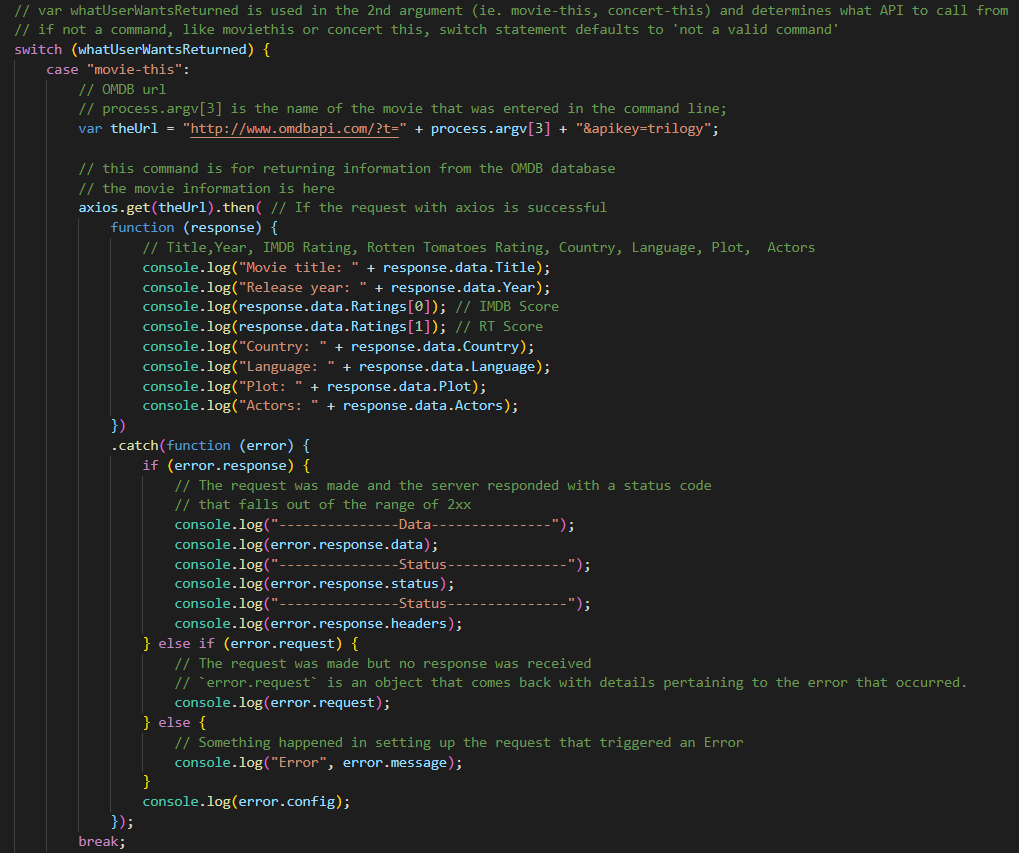 // var whatUserWantsReturned is used in the 2nd argument (ie. movie-this, concert-this) and determines what API to call from
// if not a command, like moviethis or concert this, switch statement defaults to 'not a valid command'
switch (whatUserWantsReturned) {
    case "movie-this":
        // OMDB url
        // process.argv[3] is the name of the movie that was entered in the command line;
        var theUrl = "http://www.omdbapi.com/?t=" + process.argv[3] + "&apikey=trilogy";

        // this command is for returning information from the OMDB database
        // the movie information is here
        axios.get(theUrl).then( // If the request with axios is successful
            function (response) {
                // Title,Year, IMDB Rating, Rotten Tomatoes Rating, Country, Language, Plot,  Actors
                console.log("Movie title: " + response.data.Title);
                console.log("Release year: " + response.data.Year);
                console.log(response.data.Ratings[0]); // IMDB Score
                console.log(response.data.Ratings[1]); // RT Score
                console.log("Country: " + response.data.Country);
                console.log("Language: " + response.data.Language);
                console.log("Plot: " + response.data.Plot);
                console.log("Actors: " + response.data.Actors);
            })
            .catch(function (error) {
                if (error.response) {
                    // The request was made and the server responded with a status code
                    // that falls out of the range of 2xx
                    console.log("---------------Data---------------");
                    console.log(error.response.data);
                    console.log("---------------Status---------------");
                    console.log(error.response.status);
                    console.log("---------------Status---------------");
                    console.log(error.response.headers);
                } else if (error.request) {
                    // The request was made but no response was received
                    // `error.request` is an object that comes back with details pertaining to the error that occurred.
                    console.log(error.request);
                } else {
                    // Something happened in setting up the request that triggered an Error
                    console.log("Error", error.message);
                }
                console.log(error.config);
            });
        break;